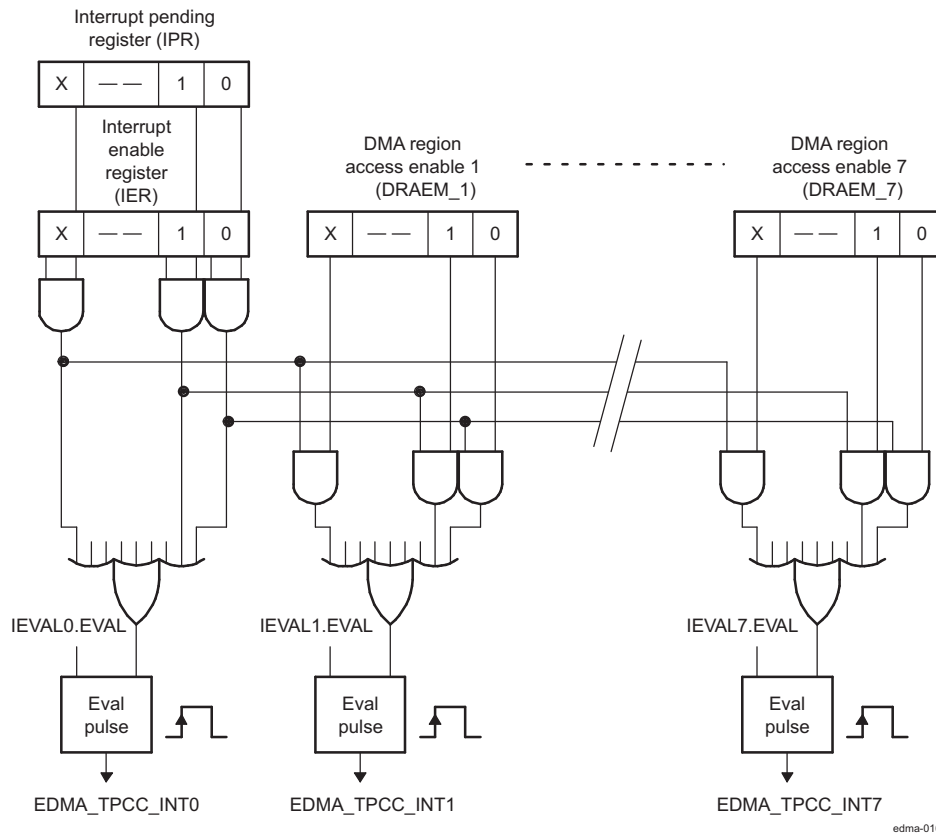 Interrupt pending
register (IPR)
X — — 1 0
Interrupt
enable
register
(IER)
X — — 1 0
DMA region
access enable 1
(DRAEM_1)
X — — 1 0
DMA region
access enable 7
(DRAEM_7)
X — — 1 0
IEVAL0.EVAL
Eval
pulse
EDMA_TPCC_INT0
IEVAL1.EVAL
Eval
pulse
EDMA_TPCC_INT1
IEVAL7.EVAL
Eval
pulse
EDMA_TPCC_INT7